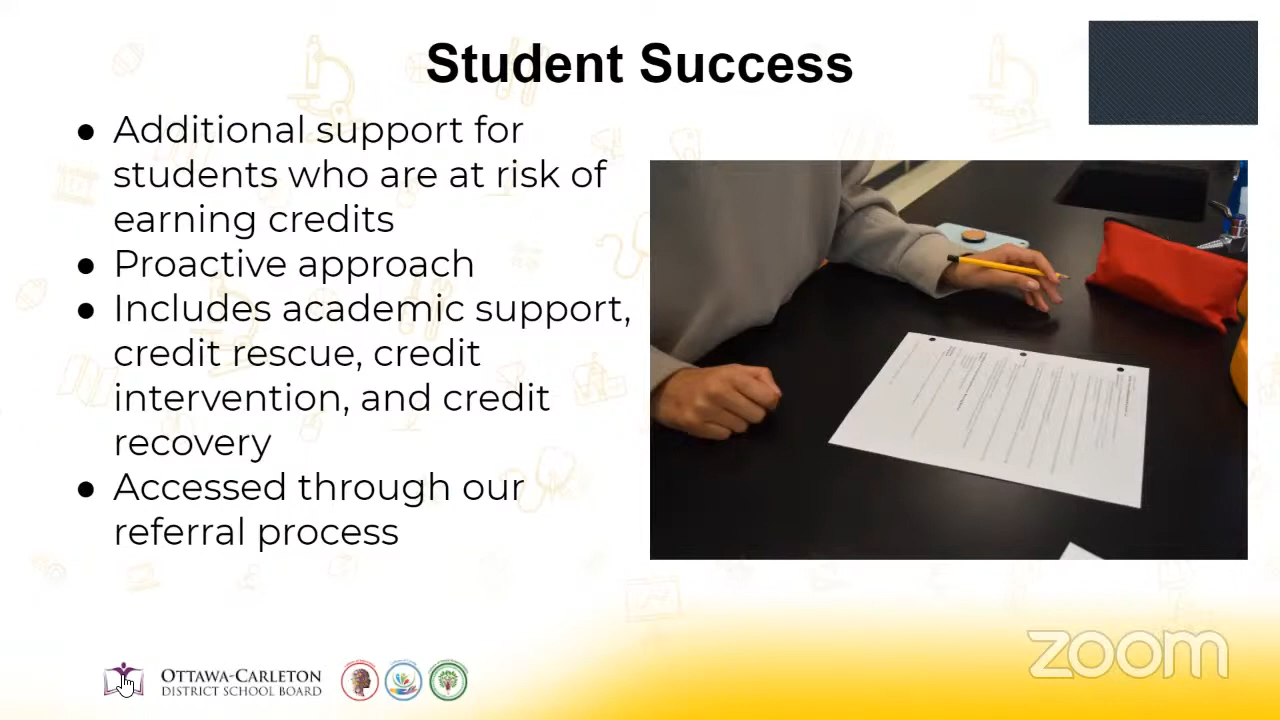 Student Success
● Additional support for
students who are at risk of
earning credits
● Proactive approach
● Includes academic support,
credit rescue, credit
intervention, and credit
recovery
● Accessed through our
referral process
OTTAWA-CARLETON
DISTRICT SCHOOL BOARD
zoom